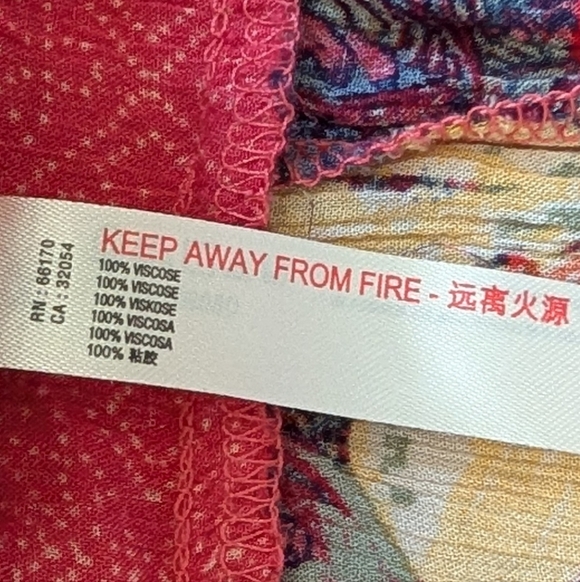 RN : 66170
CA : 32054
KEEP AWAY FROM FIRE - 远离火源
100% VISCOSE
100% VISCOSE
100% VISKOSE
100% VISCOSA
100% VISCOSA
100% 粘胶